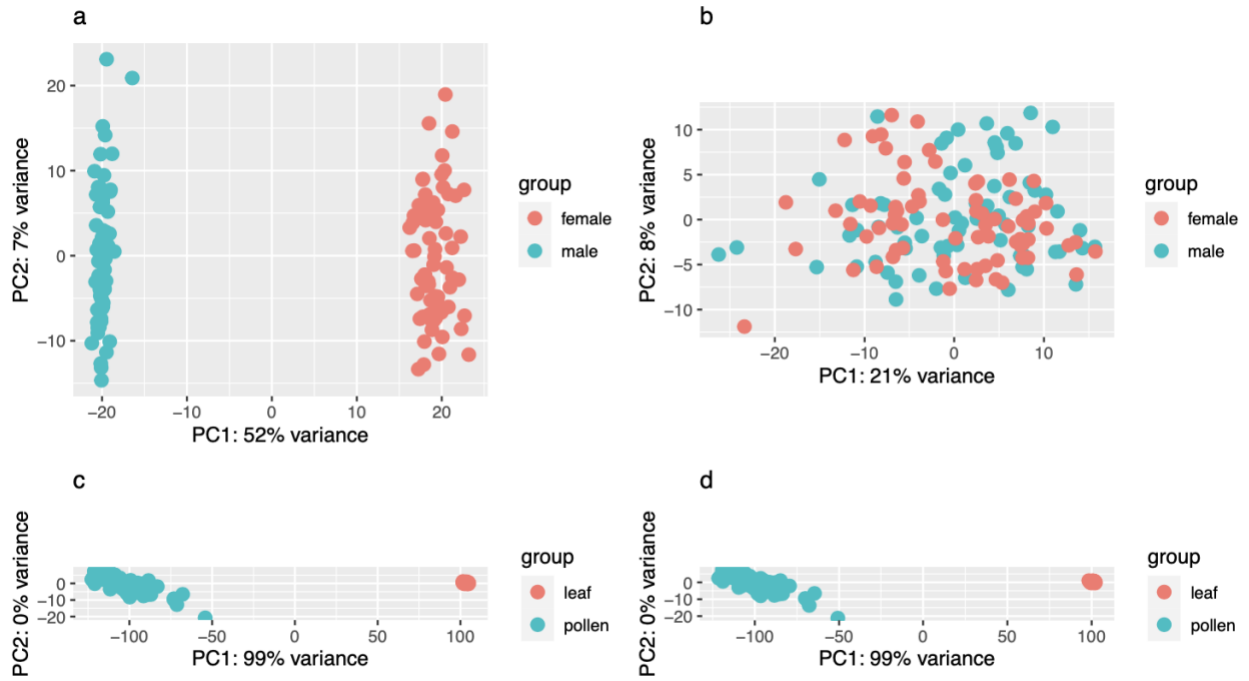 a
20
10
0
−10
PC2: 7% variance
−20
−10
0
10
20
PC1: 52% variance
group
female
male
b
10
5
0
−5
−10
PC2: 8% variance
−20
−10
0
10
PC1: 21% variance
group
female
male
c
0
−10
−20
PC2: 0% variance
−100
−50
0
50
100
PC1: 99% variance
group
leaf
pollen
d
0
−10
−20
PC2: 0% variance
−100
−50
0
50
100
PC1: 99% variance
group
leaf
pollen